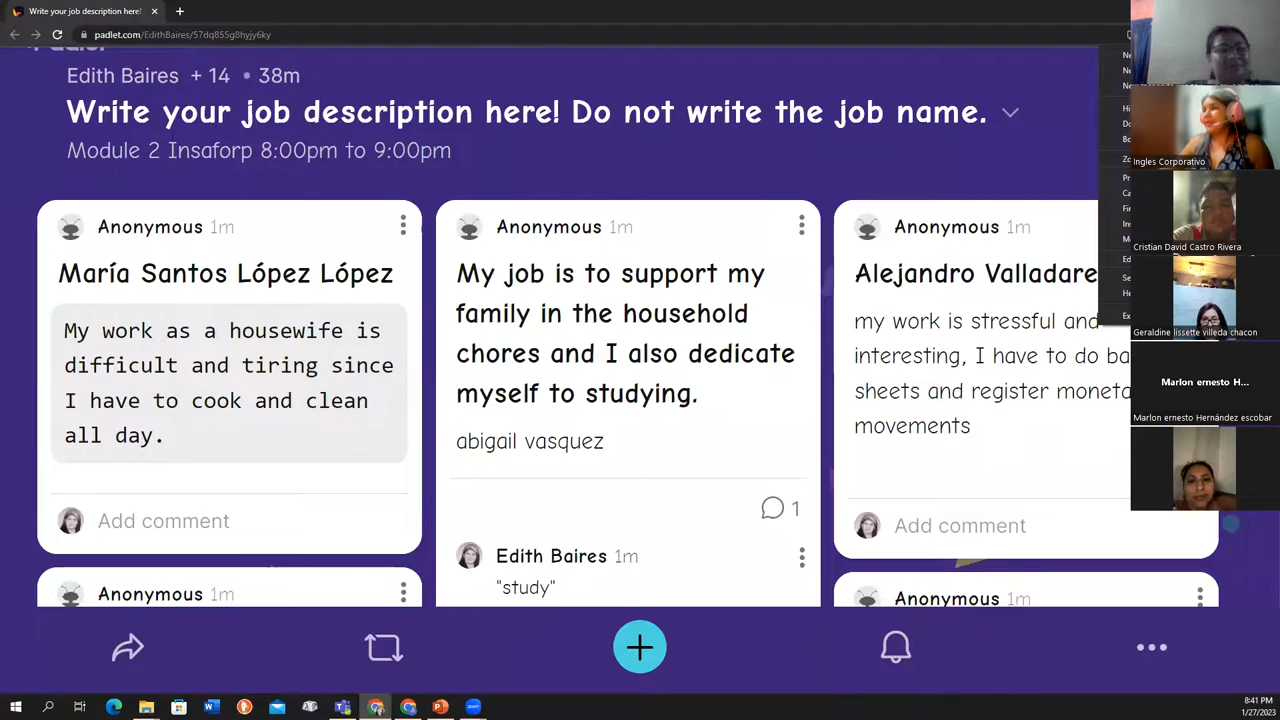 Write your job description here!
padlet.com/EdithBaires/57dq855g8hyjy6ky
Edith Baires + 14 • 38m
Write your job description here! Do not write the job name.
Module 2 Insaforp 8:00pm to 9:00pm
Anonymous 1m
María Santos López López
My work as a housewife is
difficult and tiring since
I have to cook and clean
all day.
Add comment
Anonymous 1m
Anonymous 1m
My job is to support my
family in the household
chores and I also dedicate
myself to studying.
abigail vasquez
1
Edith Baires 1m
"study"
Anonymous 1m
Alejandro Valladare
my work is stressful and
interesting, I have to do ba
sheets and register moneta
movements
Add comment
Anonymous 1m
Ingles Corporativo
Cristian David Castro Rivera
Geraldine lissette villeda chacon
Marlon ernesto H...
Marlon ernesto Hernández escobar
8:41 PM
1/27/2023